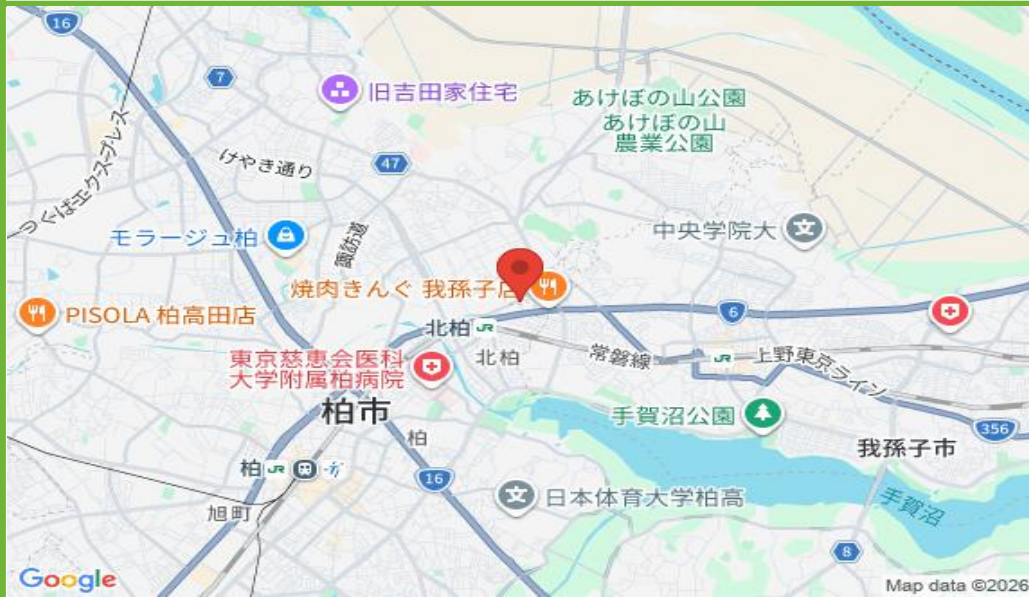 16
7
旧吉田家住宅
あけぼの山公園
あけぼの山
農業公園
つくばエクスプレス
けやき通り
47
諏訪道
モラージュ柏
中央学院大
焼肉きんぐ 我孫子店
PISOLA 柏高田店
6
北柏 JR
北柏
常磐線
JR
上野東京ライン
東京慈恵会医科
大学附属柏病院
柏市
柏
手賀沼公園
356
我孫子市
柏 JR
16
日本体育大学柏高
手賀沼
旭町
8
Google
Map data ©2026